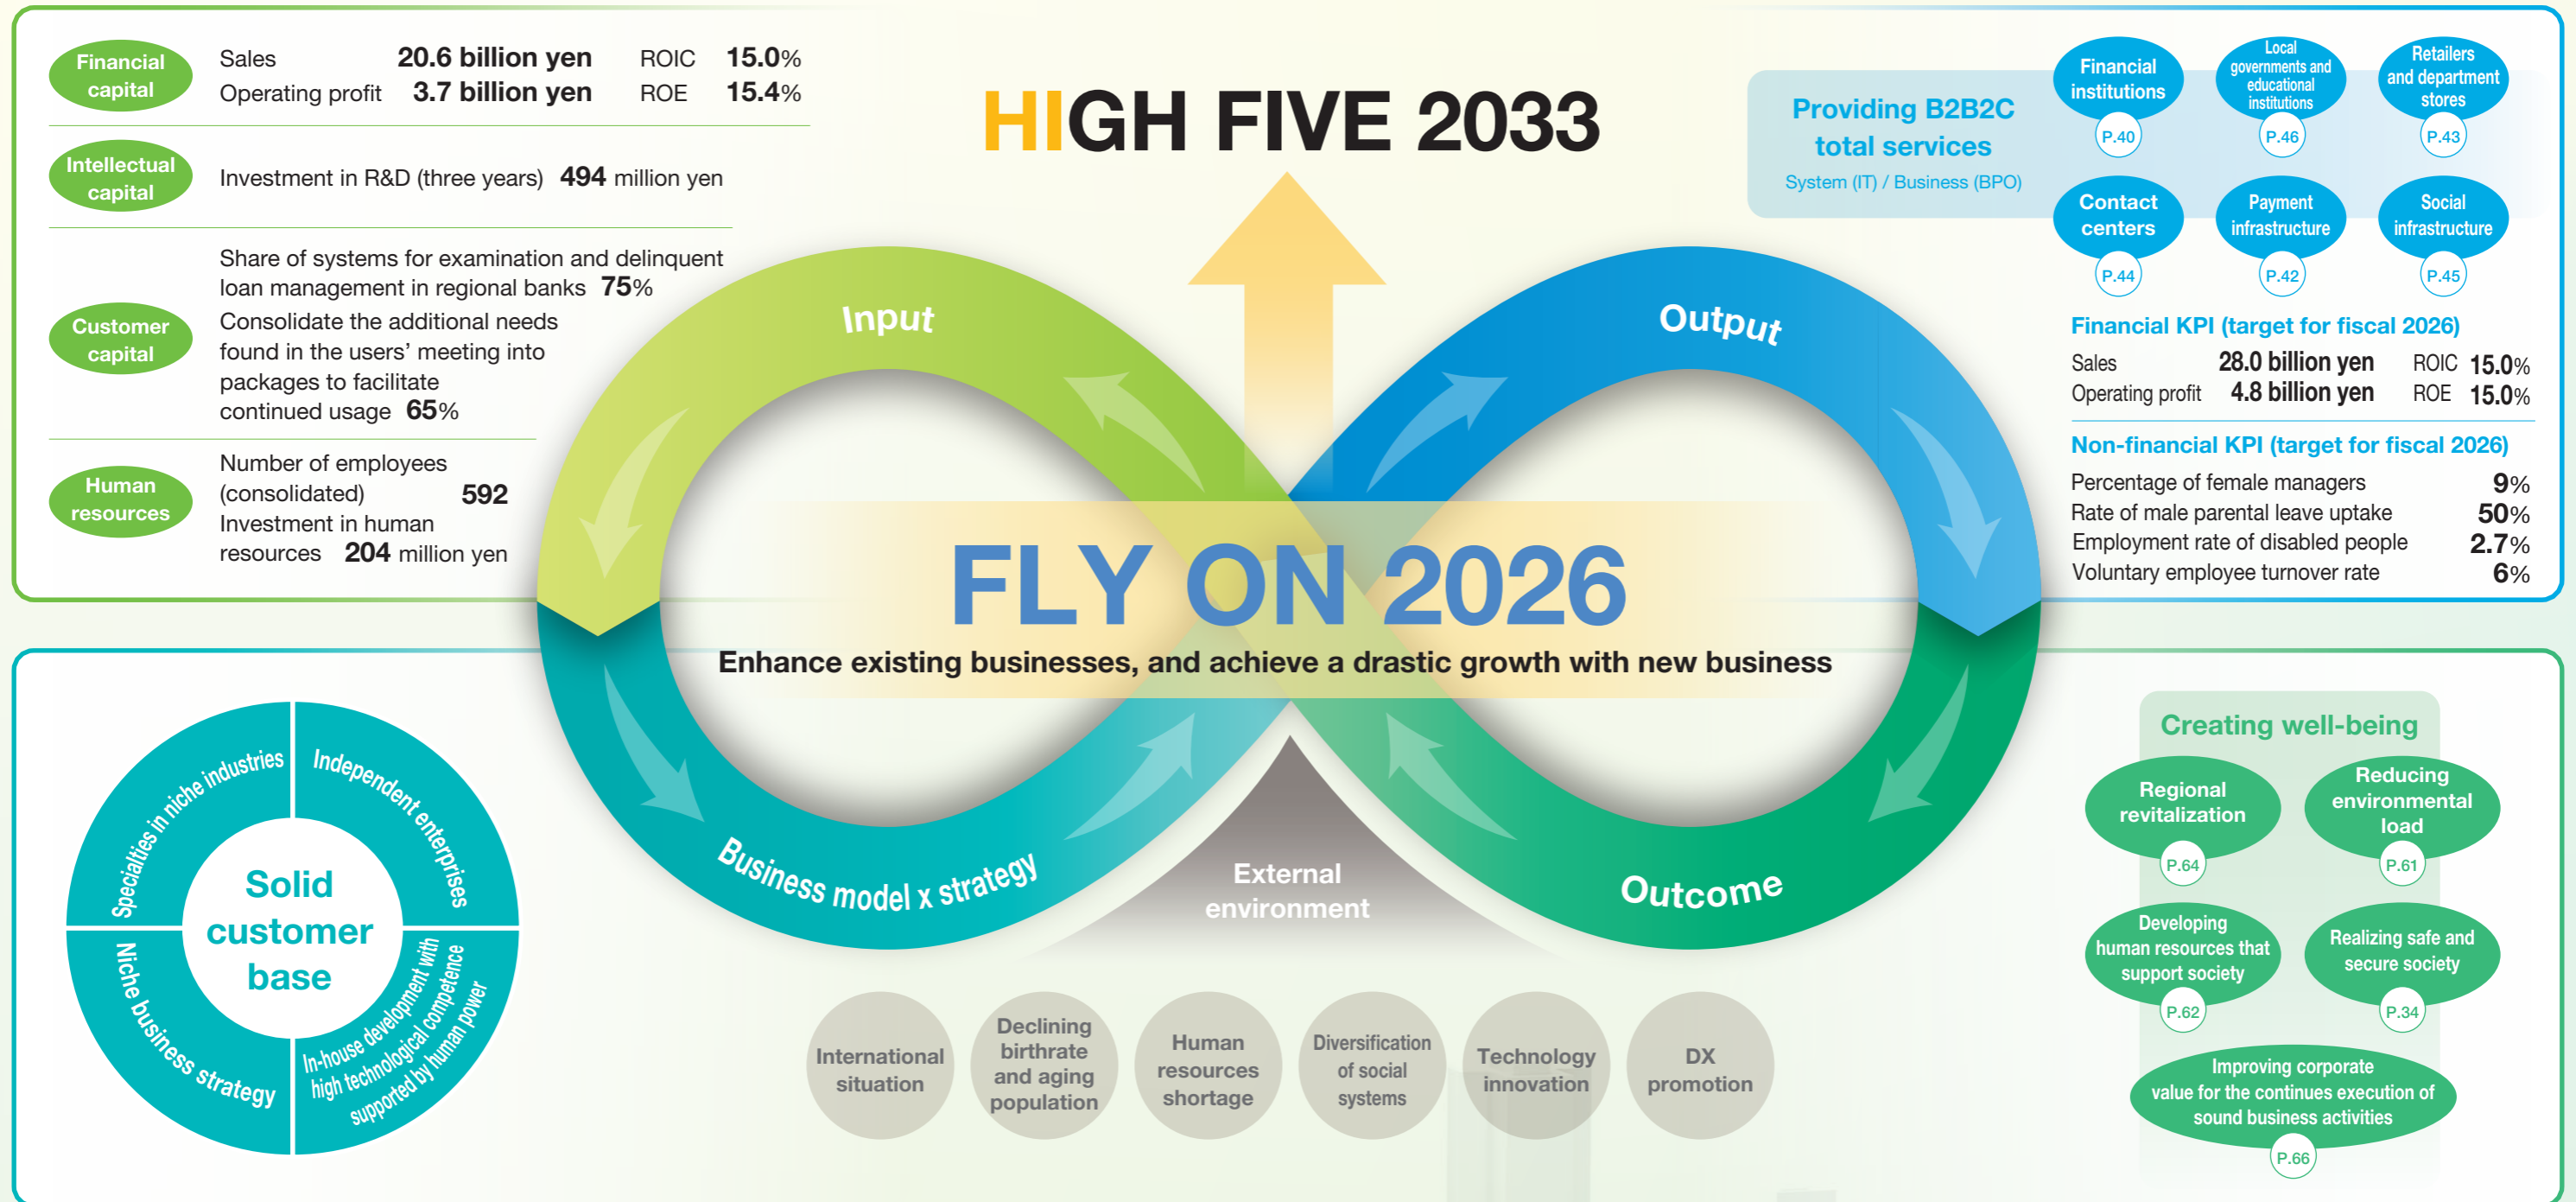 Financial
capital
Sales 20.6 billion yen ROIC 15.0%
Operating profit 3.7 billion yen ROE 15.4%
Intellectual
capital
Investment in R&D (three years) 494 million yen
Customer
capital
Share of systems for examination and delinquent
loan management in regional banks 75%
Consolidate the additional needs
found in the users' meeting into
packages to facilitate
continued usage 65%
Human
resources
Number of employees
(consolidated) 592
Investment in human
resources 204 million yen
HIGH FIVE 2033
Input
Output
FLY ON 2026
Enhance existing businesses, and achieve a drastic growth with new business
Business model x strategy
Outcome
External
environment
Providing B2B2C
total services
System (IT) / Business (BPO)
Financial
institutions
P.40
Local
governments and
educational
institutions
P.46
Retailers
and department
stores
P.43
Contact
centers
P.44
Payment
infrastructure
P.42
Social
infrastructure
P.45
Financial KPI (target for fiscal 2026)
Sales 28.0 billion yen ROIC 15.0%
Operating profit 4.8 billion yen ROE 15.0%
Non-financial KPI (target for fiscal 2026)
Percentage of female managers 9%
Rate of male parental leave uptake 50%
Employment rate of disabled people 2.7%
Voluntary employee turnover rate 6%
Specialties in niche industries
Independent enterprises
Solid
customer
base
Niche business strategy
In-house development with
high technological competence
supported by human power
International
situation
Declining
birthrate
and aging
population
Human
resources
shortage
Diversification
of social
systems
Technology
innovation
DX
promotion
Creating well-being
Regional
revitalization
P.64
Reducing
environmental
load
P.61
Developing
human resources that
support society
P.62
Realizing safe and
secure society
P.34
Improving corporate
value for the continues execution of
sound business activities
P.66